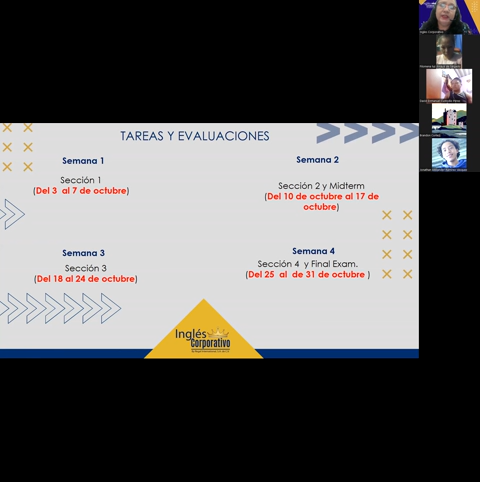 TAREAS Y EVALUACIONES
Semana 1
Sección 1
(Del 3 al 7 de octubre)
Semana 2
Sección 2 y Midterm
(Del 10 de octubre al 17 de
octubre)
Semana 3
Sección 3
(Del 18 al 24 de octubre)
Semana 4
Sección 4 y Final Exam.
(Del 25 al de 31 de octubre )
Inglés
Corporativo
Inglés Corporativo